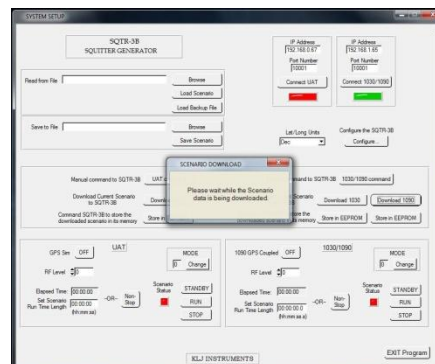 SYSTEM SETUP
SQTR-3B
SQUITTER GENERATOR
IP Address
192.168.0.67
Port Number
10001
Connect UAT
IP Address
192.168.1.65
Port Number
10001
Connect 1030/1090
Read from File
Browse
Load Scenario
Load Backup File
Save to File
Browse
Save Scenario
Lat/Long Units
Dec
Configure the SQTR-3B
Configure...
SCENARIO DOWNLOAD
Please wait while the Scenario
data is being downloaded.
Manual command to SQTR-3B
1030/1090 command
Download Current Scenario
to SQTR-3B
Download 1030
Download 1090
Command SQTR-3B to store the
downloaded scenario in its memory
Store in EEPROM
Store in EEPROM
UAT
GPS Sim
OFF
MODE
0
Change
RF Level
0
Elapsed Time:
00:00:00
Set Scenario
Run Time Length
00:00:00
(hh:mm:ss)
-OR-
Non-
Stop
Scenario
Status
STANDBY
RUN
STOP
1030/1090
1090 GPS Coupled
OFF
MODE
0
Change
RF Level
0
Elapsed Time:
00:00:00
Set Scenario
Run Time Length
00:00:00.0
(hh:mm:ss)
-OR-
Non-
Stop
Scenario
Status
STANDBY
RUN
STOP
KLJ INSTRUMENTS
EXIT Program